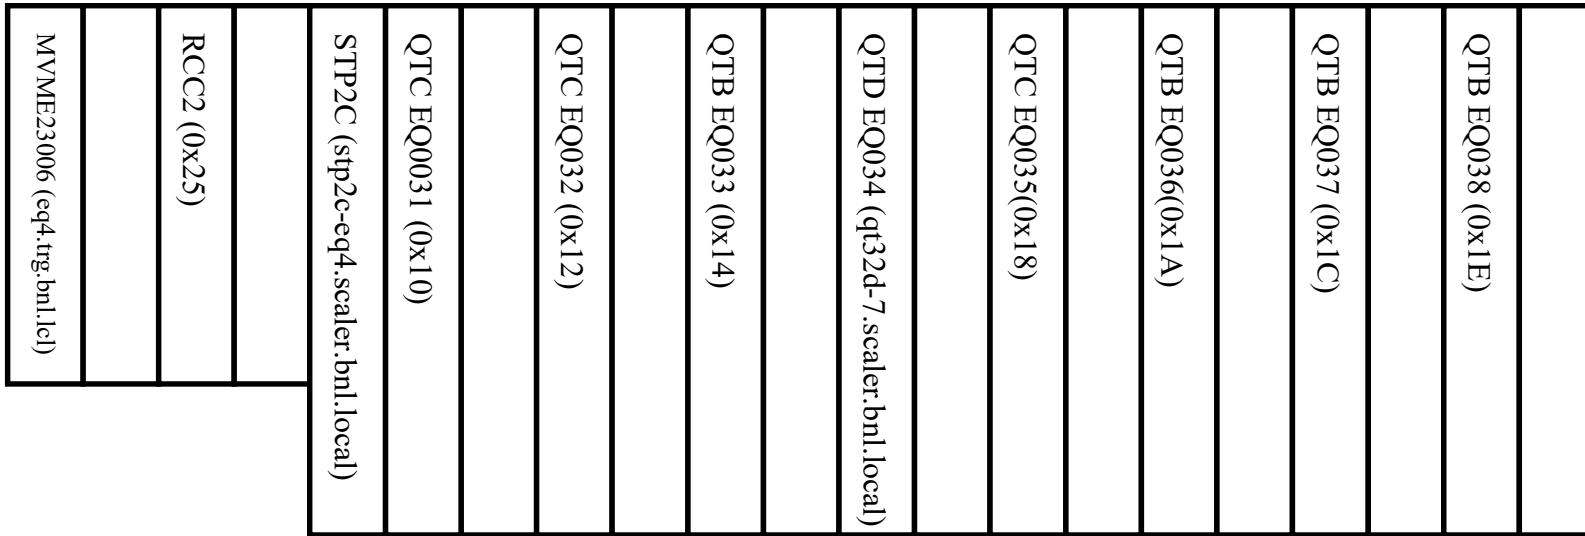 MVME23006 (eq4.trg.bnl.lcl)
RCC2 (0x25)
STP2C (stp2c-eq4.scaler.bnl.local)
QTC EQ0031 (0x10)
QTC EQ032 (0x12)
QTB EQ033 (0x14)
QTD EQ034 (qt32d-7.scaler.bnl.local)
QTC EQ035(0x18)
QTB EQ036(0x1A)
QTB EQ037 (0x1C)
QTB EQ038 (0x1E)